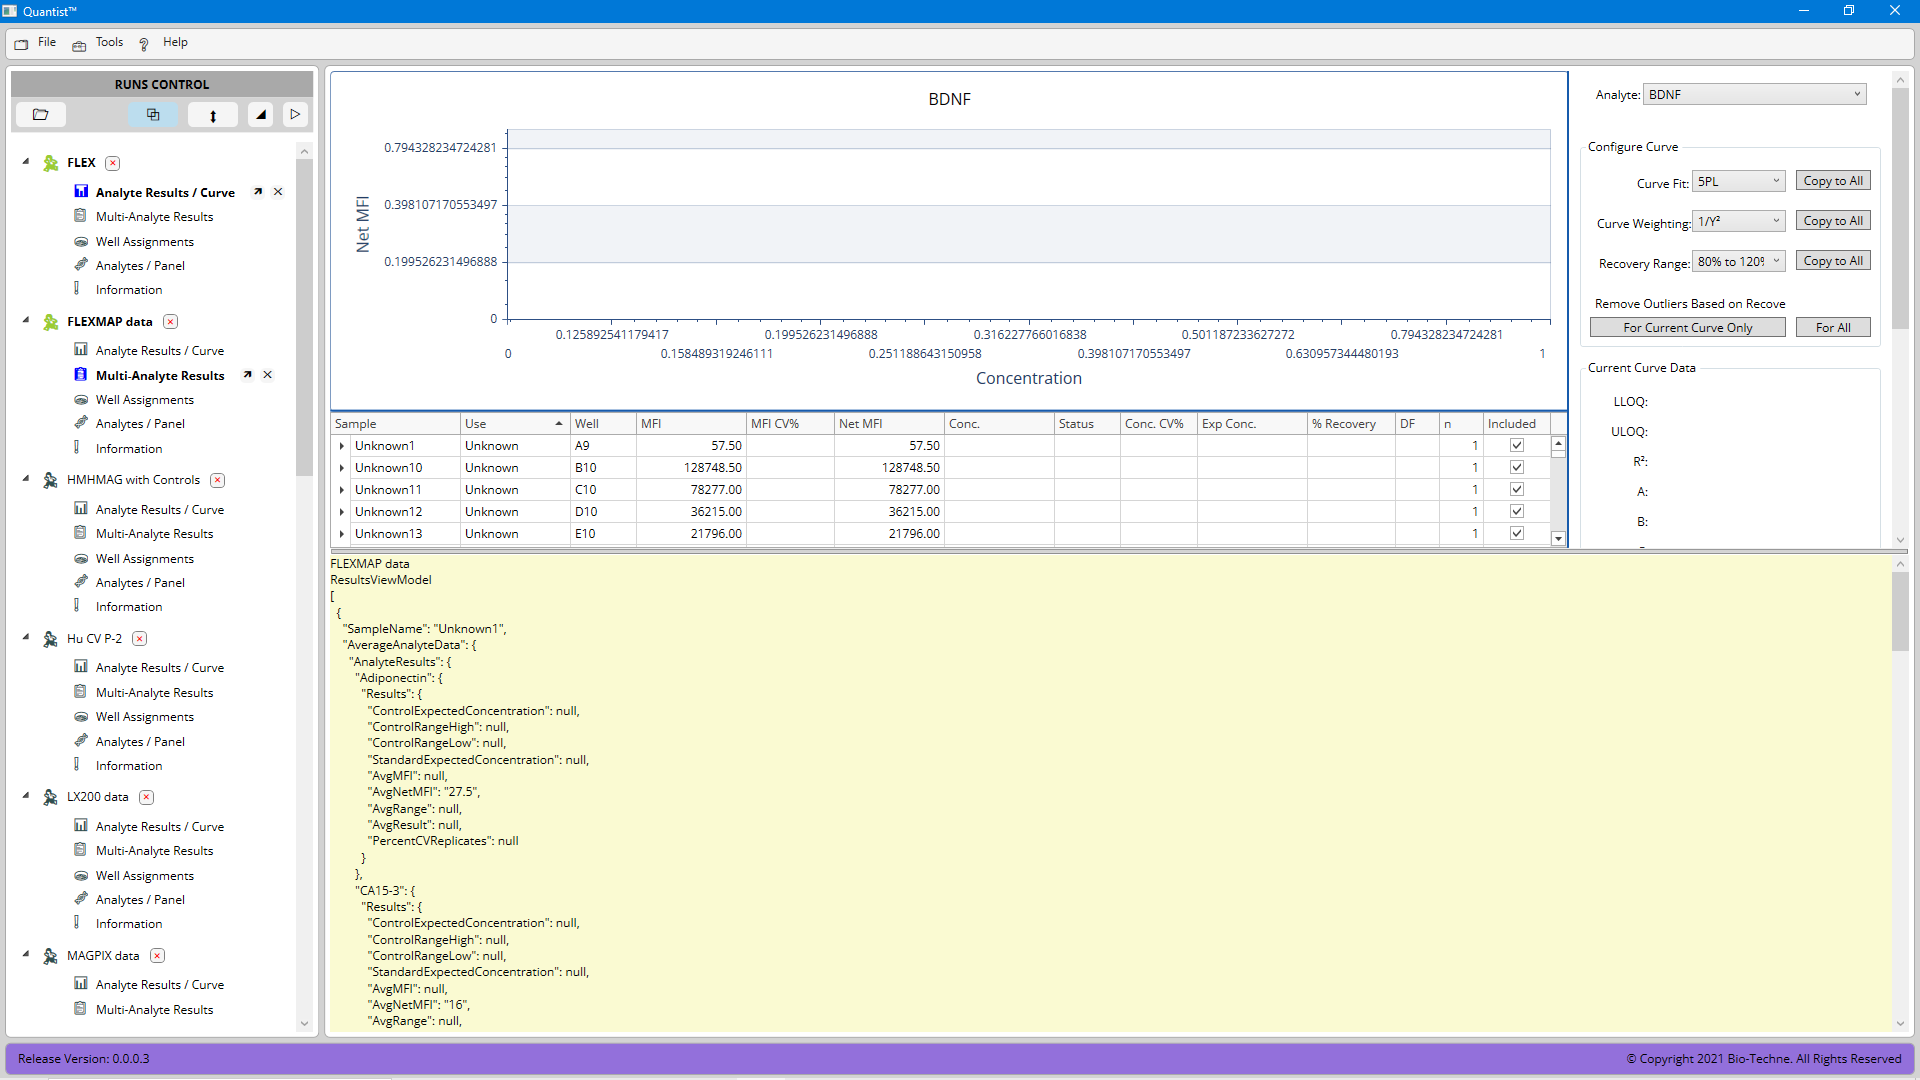 Quantist™
File Tools Help
RUNS CONTROL
FLEX
Analyte Results / Curve
Multi-Analyte Results
Well Assignments
Analytes / Panel
Information
FLEXMAP data
Analyte Results / Curve
Multi-Analyte Results
Well Assignments
Analytes / Panel
Information
HMHMAG with Controls
Analyte Results / Curve
Multi-Analyte Results
Well Assignments
Analytes / Panel
Information
Hu CV P-2
Analyte Results / Curve
Multi-Analyte Results
Well Assignments
Analytes / Panel
Information
LX200 data
Analyte Results / Curve
Multi-Analyte Results
Well Assignments
Analytes / Panel
Information
MAGPIX data
Analyte Results / Curve
Multi-Analyte Results
BDNF
Net MFI
0.794328234724281
0.398107170553497
0.199526231496888
0
0.125892541179417 0.199526231496888 0.316227766016838 0.501187233627272 0.794328234724281
0 0.158489319246111 0.251188643150958 0.398107170553497 0.630957344480193 1
Concentration
Sample Use Well MFI MFI CV% Net MFI Conc. Status Conc. CV% Exp Conc. % Recovery DF n Included
Unknown1 Unknown A9 57.50 57.50 1
Unknown10 Unknown B10 128748.50 128748.50 1
Unknown11 Unknown C10 78277.00 78277.00 1
Unknown12 Unknown D10 36215.00 36215.00 1
Unknown13 Unknown E10 21796.00 21796.00 1
Analyte: BDNF
Configure Curve
Curve Fit: 5PL Copy to All
Curve Weighting: 1/Y² Copy to All
Recovery Range: 80% to 120% Copy to All
Remove Outliers Based on Recove
For Current Curve Only For All
Current Curve Data
LLOQ:
ULOQ:
R²:
A:
B:
FLEXMAP data
ResultsViewModel
[
{
"SampleName": "Unknown1",
"AverageAnalyteData": {
"AnalyteResults": {
"Adiponectin": {
"Results": {
"ControlExpectedConcentration": null,
"ControlRangeHigh": null,
"ControlRangeLow": null,
"StandardExpectedConcentration": null,
"AvgMFI": null,
"AvgNetMFI": "27.5",
"AvgRange": null,
"AvgResult": null,
"PercentCVReplicates": null
}
},
"CA15-3": {
"Results": {
"ControlExpectedConcentration": null,
"ControlRangeHigh": null,
"ControlRangeLow": null,
"StandardExpectedConcentration": null,
"AvgMFI": null,
"AvgNetMFI": "16",
"AvgRange": null,
Release Version: 0.0.0.3
© Copyright 2021 Bio-Techne. All Rights Reserved